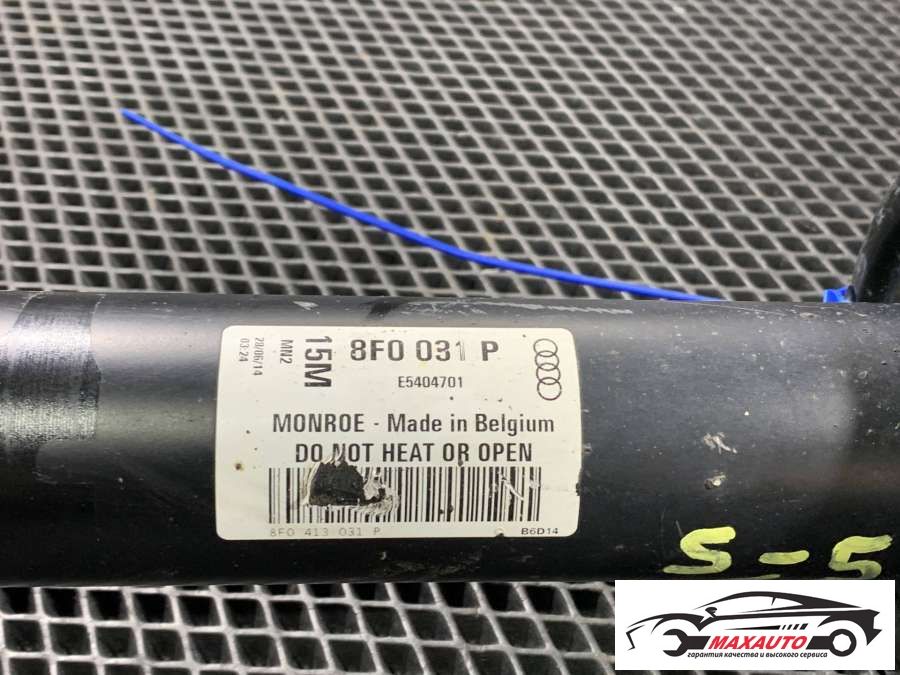 15M
MN2
28/06/14
03:24
8F0 031 P
E5404701
MONROE - Made in Belgium
DO NOT HEAT OR OPEN
8F0 413 031 P
B6D14
S-5
MAXAUTO
гарантия качества и высокого сервиса